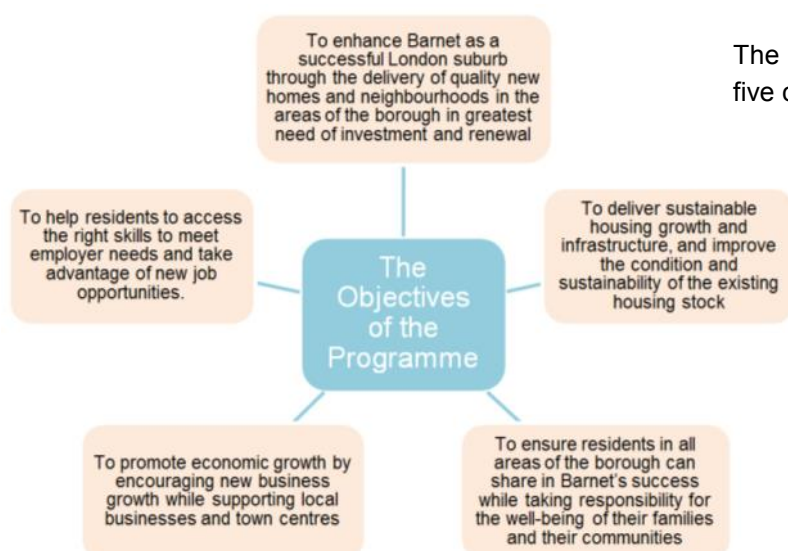 To enhance Barnet as a
successful London suburb
through the delivery of quality new
homes and neighbourhoods in the
areas of the borough in greatest
need of investment and renewal
The
five
To help residents to access
the right skills to meet
employer needs and take
advantage of new job
opportunities.
To deliver sustainable
housing growth and
infrastructure, and improve
the condition and
sustainability of the existing
housing stock
The
Objectives
of the
Programme
To promote economic growth by
encouraging new business
growth while supporting local
businesses and town centres
To ensure residents in all
areas of the borough can
share in Barnet's success
while taking responsibility for
the well-being of their families
and their communities